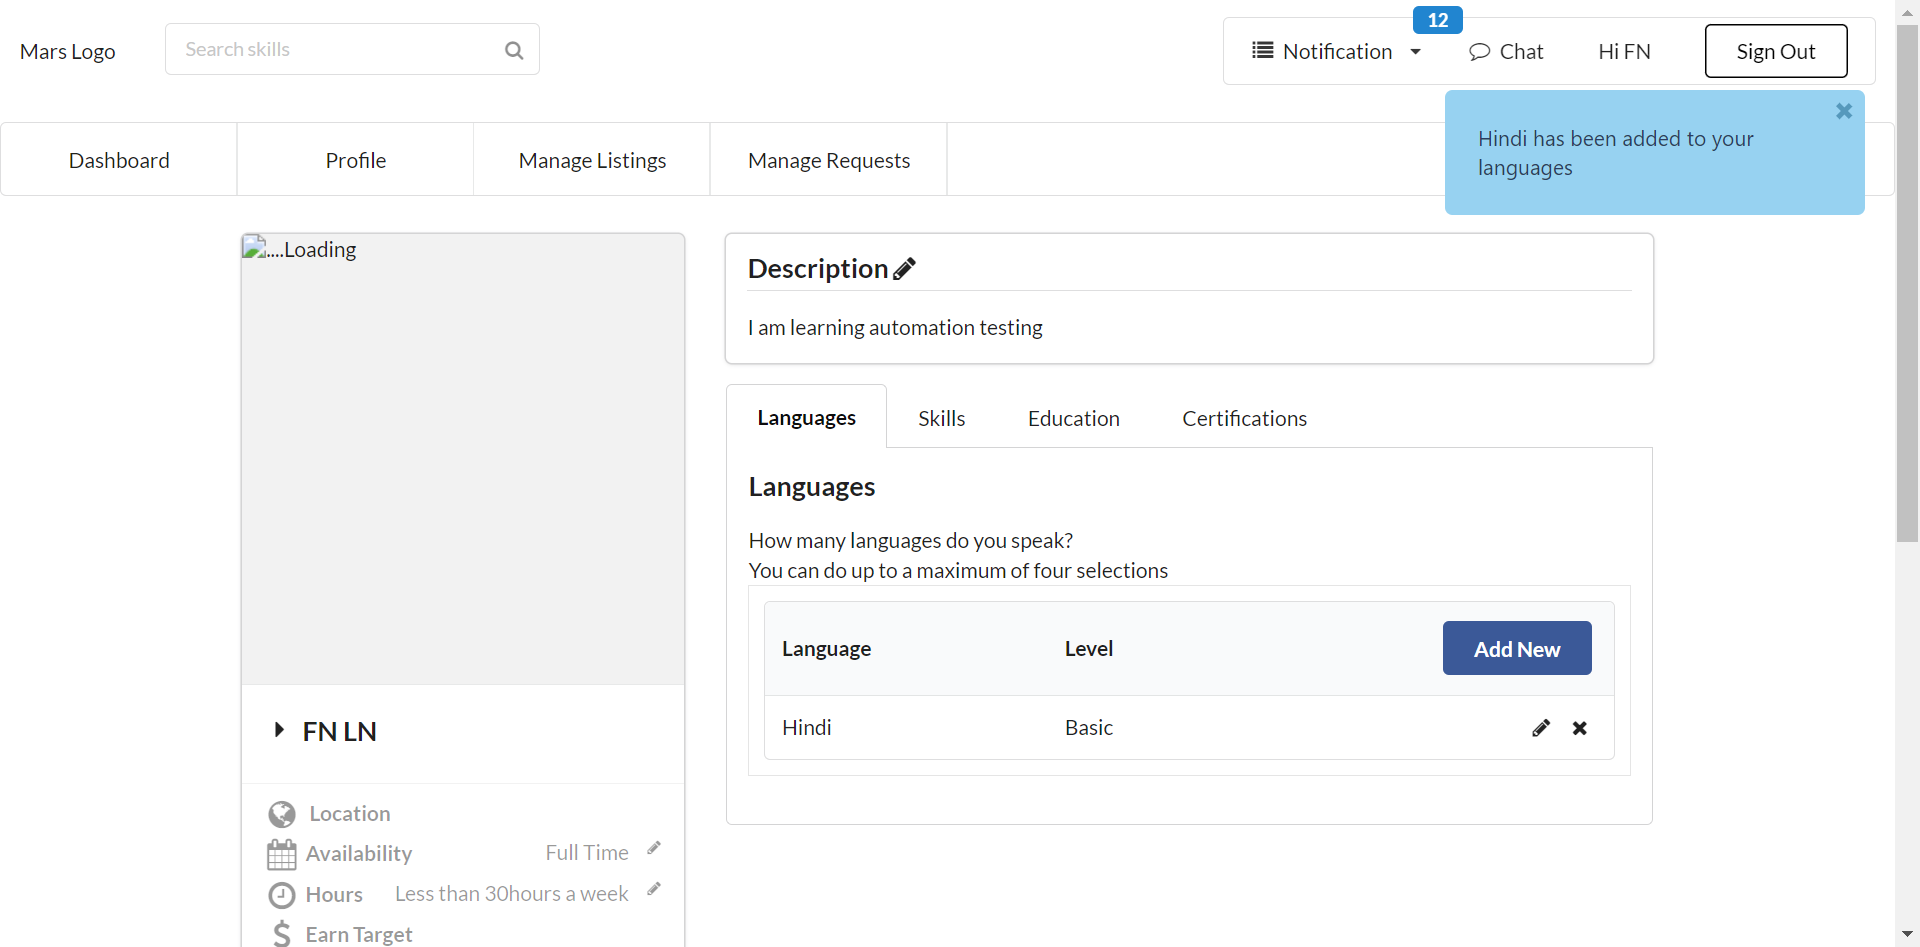 Mars Logo
Search skills
Notification
12
Chat
Hi FN
Sign Out
Hindi has been added to your
languages
Dashboard
Profile
Manage Listings
Manage Requests
....Loading
FN LN
Location
Availability
Full Time
Hours
Less than 30hours a week
Earn Target
Description
I am learning automation testing
Languages
Skills
Education
Certifications
Languages
How many languages do you speak?
You can do up to a maximum of four selections
Language
Level
Add New
Hindi
Basic